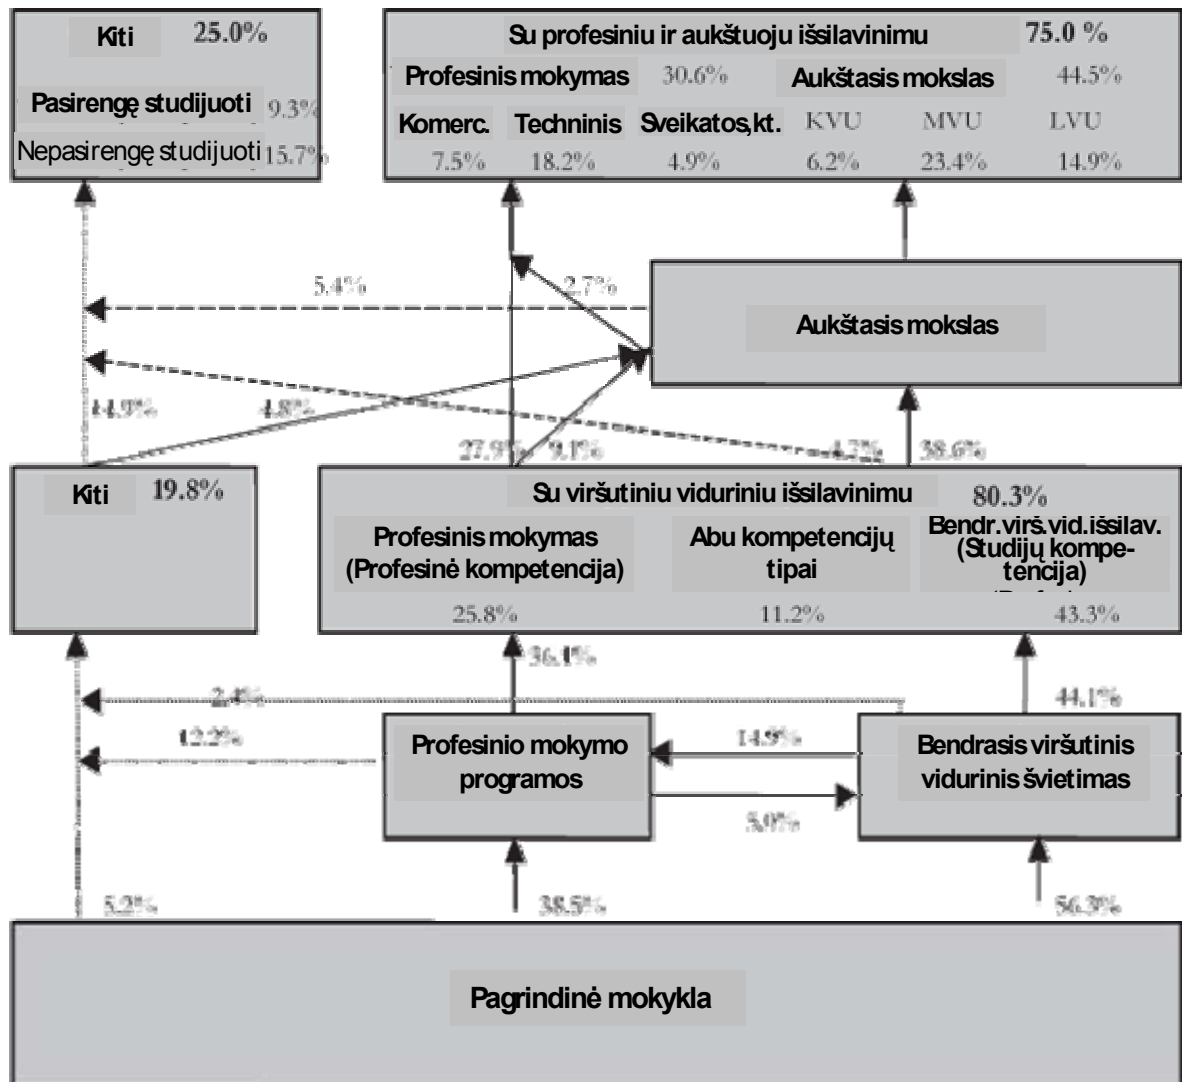 Kiti 25.0%
Pasirengę studijuoti 9.3%
Nepasirengę studijuoti 15.7%
Su profesiniu ir aukštuoju išsilavinimu 75.0 %
Profesinis mokymas 30.6% Aukštasis mokslas 44.5%
Komerc. Techninis Sveikatos,kt. KVU MVU LVU
7.5% 18.2% 4.9% 6.2% 23.4% 14.9%
5.4% 2.7%
Aukštasis mokslas
14.9% 4.8%
27.9% 9.1% 4.7% 38.6%
Kiti 19.8%
Su viršutiniu viduriniu išsilavinimu 80.3%
Profesinis mokymas
(Profesinė kompetencija)
Abu kompetencijų
tipai
Bendr.virš.vid.išsilav.
(Studijų kompe-
tencija)
25.8% 11.2% 43.3%
36.1%
2.4% 44.1%
12.2%
Profesinio mokymo
programos
14.9%
5.0%
Bendrasis viršutinis
vidurinis švietimas
5.2% 38.5% 56.3%
Pagrindinė mokykla